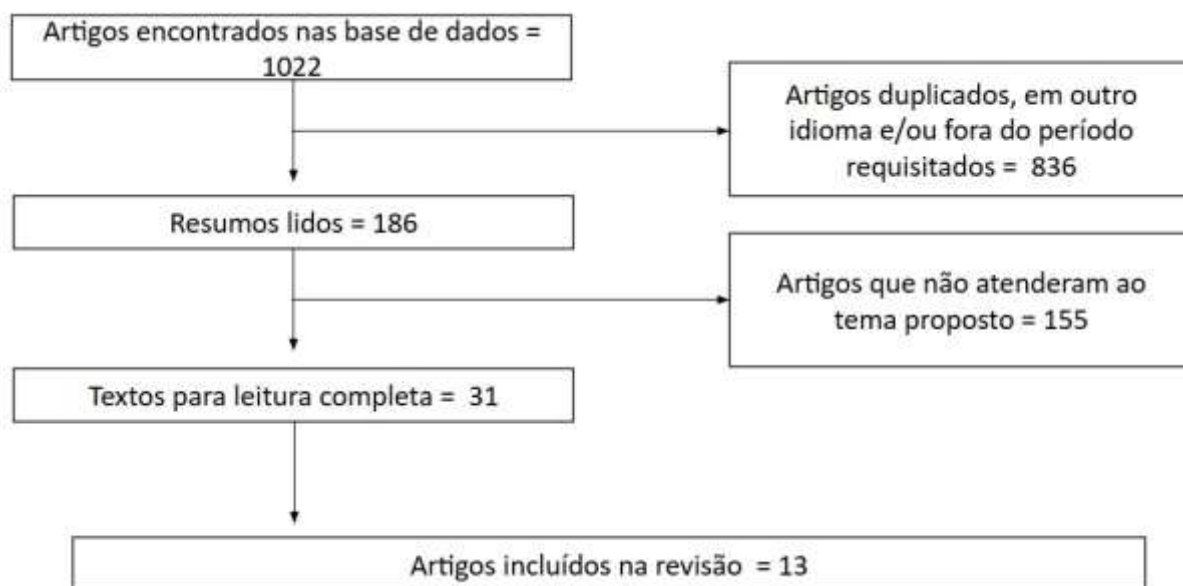 Artigos encontrados nas base de dados =
1022
Artigos duplicados, em outro
idioma e/ou fora do período
requisitados = 836
Resumos lidos = 186
Artigos que não atenderam ao
tema proposto = 155
Textos para leitura completa = 31
Artigos incluídos na revisão = 13